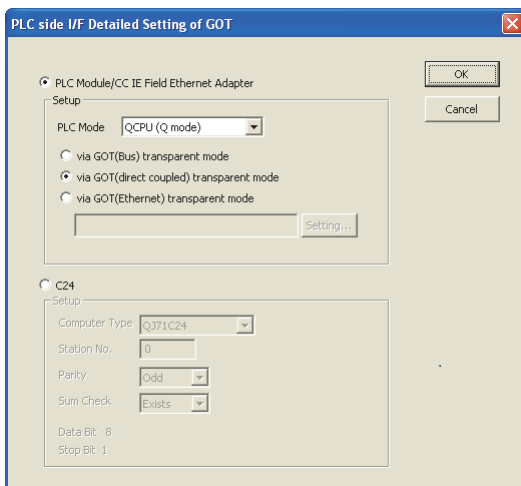 PLC side I/F Detailed Setting of GOT
PLC Module/CC IE Field Ethernet Adapter
OK
Setup
Cancel
PLC Mode QCPU (Q mode)
via GOT(Bus) transparent mode
via GOT(direct coupled) transparent mode
via GOT(Ethernet) transparent mode
Setting...
C24
Setup
Computer Type QJ71C24
Station No. 0
Parity Odd
Sum Check Exists
Data Bit 8
Stop Bit 1